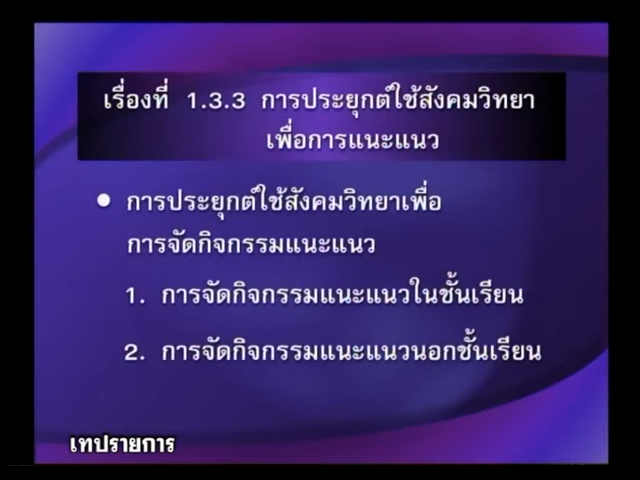 เรื่องที่ 1.3.3 การประยุกต์ใช้สังคมวิทยา
เพื่อการแนะแนว
● การประยุกต์ใช้สังคมวิทยาเพื่อ
การจัดกิจกรรมแนะแนว
1. การจัดกิจกรรมแนะแนวในชั้นเรียน
2. การจัดกิจกรรมแนะแนวนอกชั้นเรียน
เทปรายการ